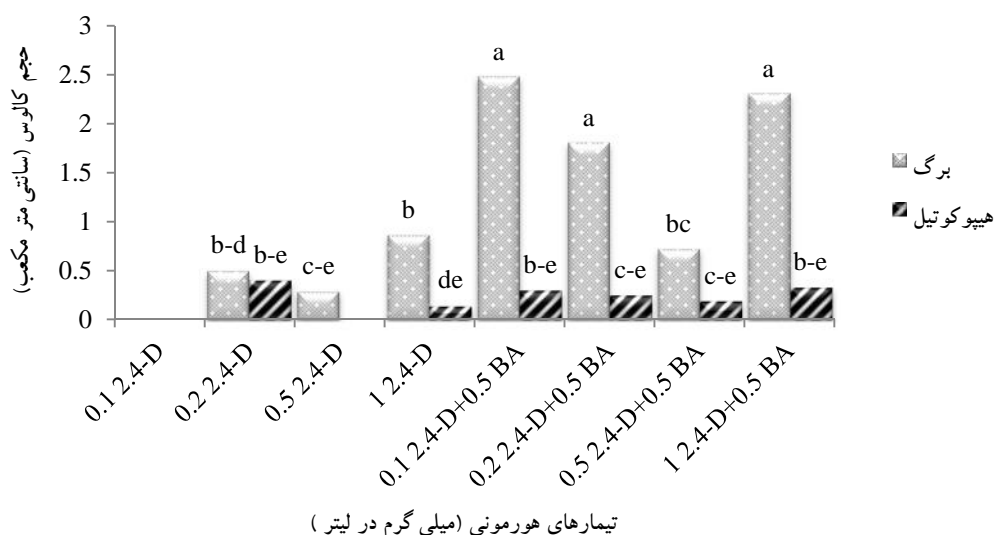 حجم کالوس (سانتی متر مکعب)
3
2.5
2
1.5
1
0.5
0
b-d
b-e
c-e
b
de
a
b-e
a
c-e
bc
c-e
a
b-e
0.1 2.4-D
0.2 2.4-D
0.5 2.4-D
1 2.4-D
0.1 2.4-D+0.5 BA
0.2 2.4-D+0.5 BA
0.5 2.4-D+0.5 BA
1 2.4-D+0.5 BA
تیمارهای هورمونی (میلی گرم در لیتر )
برگ
هیپوکوتیل